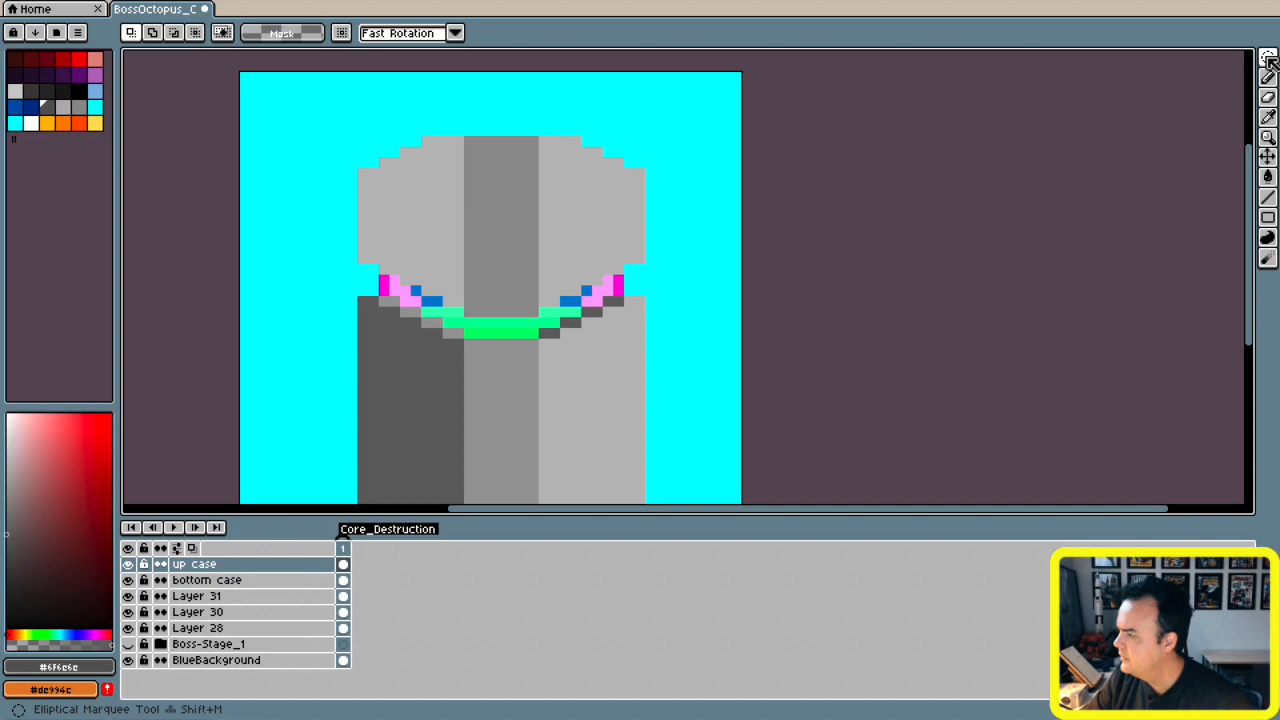 Home
BossOctopus_C
Mask
Fast Rotation
Core_Destruction
1
up case
bottom case
Layer 31
Layer 30
Layer 28
Boss-Stage_1
BlueBackground
#6f6e6e
Elliptical Marquee Tool Shift+M